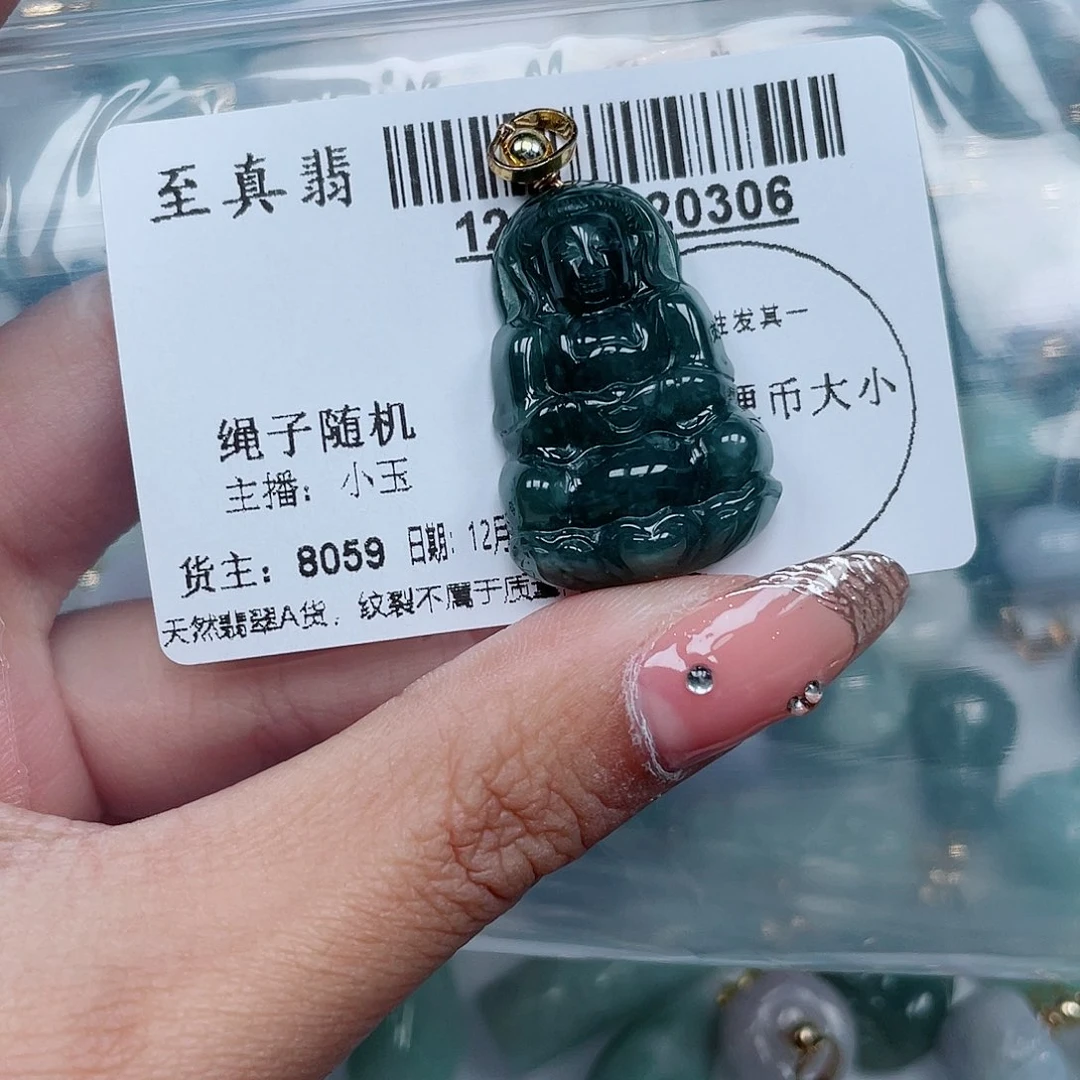 至真翡
12 20306
发其一
币大小
绳子随机
主播：小玉
货主：8059 日期：12月
天然翡翠A货，纹裂不属于质